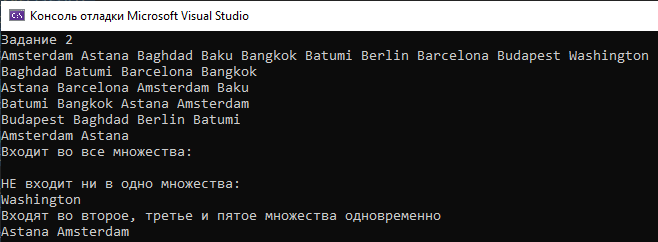 Консоль отладки Microsoft Visual Studio
Задание 2
Amsterdam Astana Baghdad Baku Bangkok Batumi Berlin Barcelona Budapest Washington
Baghdad Batumi Barcelona Bangkok
Astana Barcelona Amsterdam Baku
Batumi Bangkok Astana Amsterdam
Budapest Baghdad Berlin Batumi
Amsterdam Astana
Входит во все множества:
НЕ входит ни в одно множества:
Washington
Входят во второе, третье и пятое множества одновременно
Astana Amsterdam